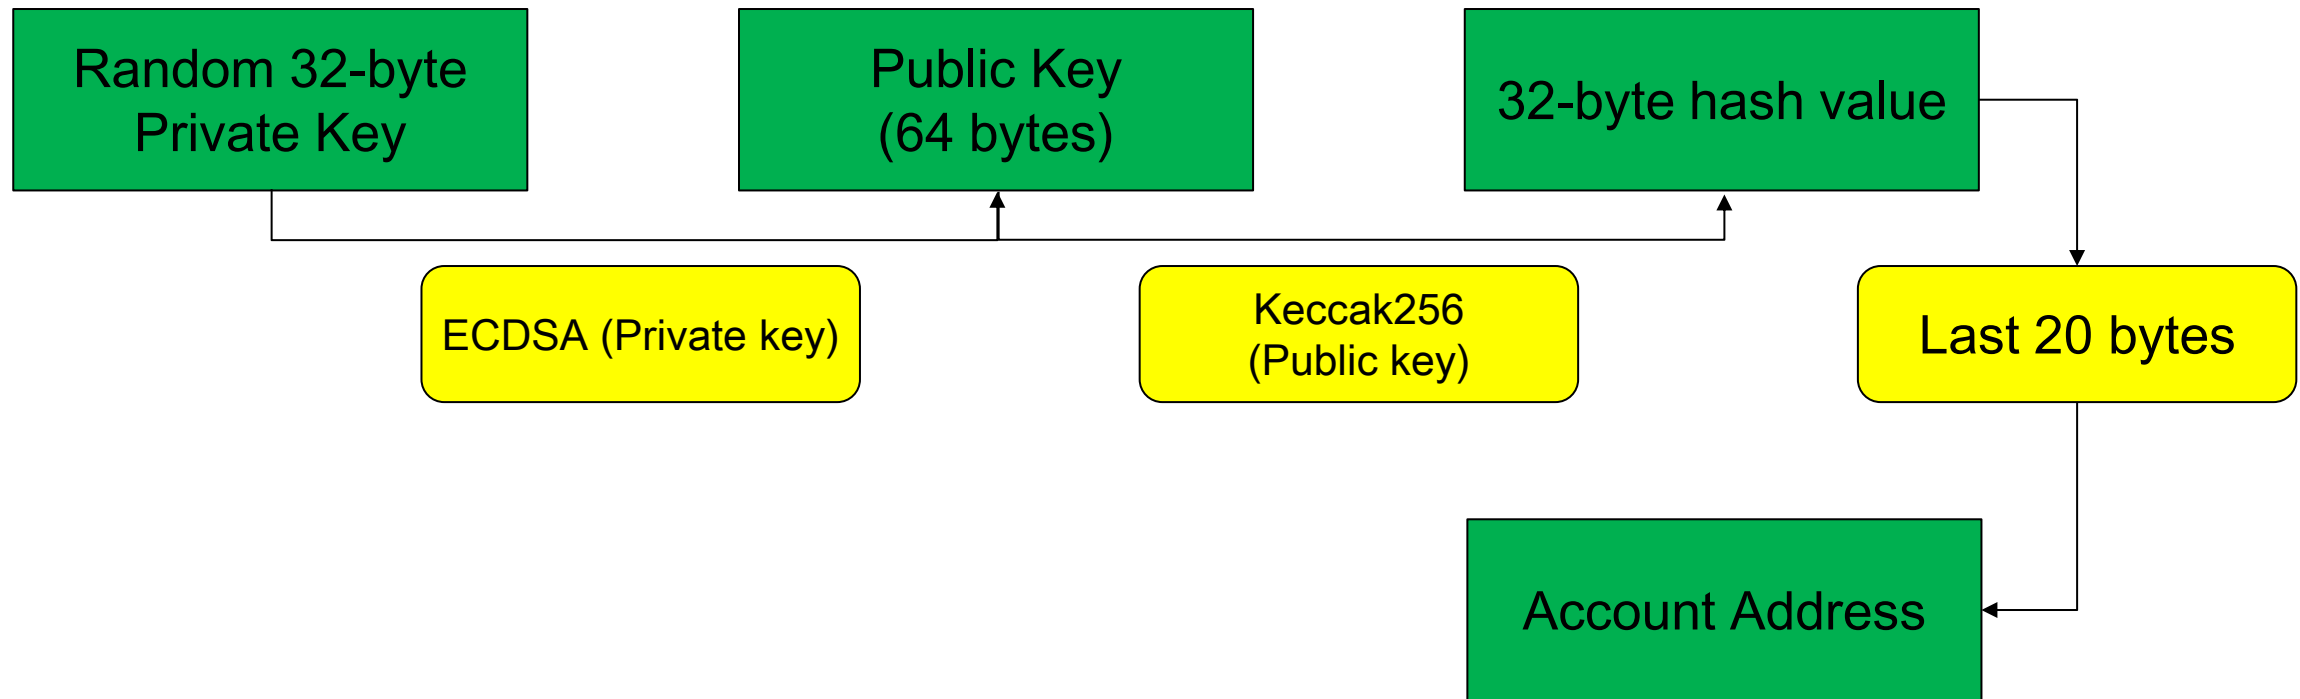 Random 32-byte
Private Key
Public Key
(64 bytes)
32-byte hash value
ECDSA (Private key)
Keccak256
(Public key)
Last 20 bytes
Account Address